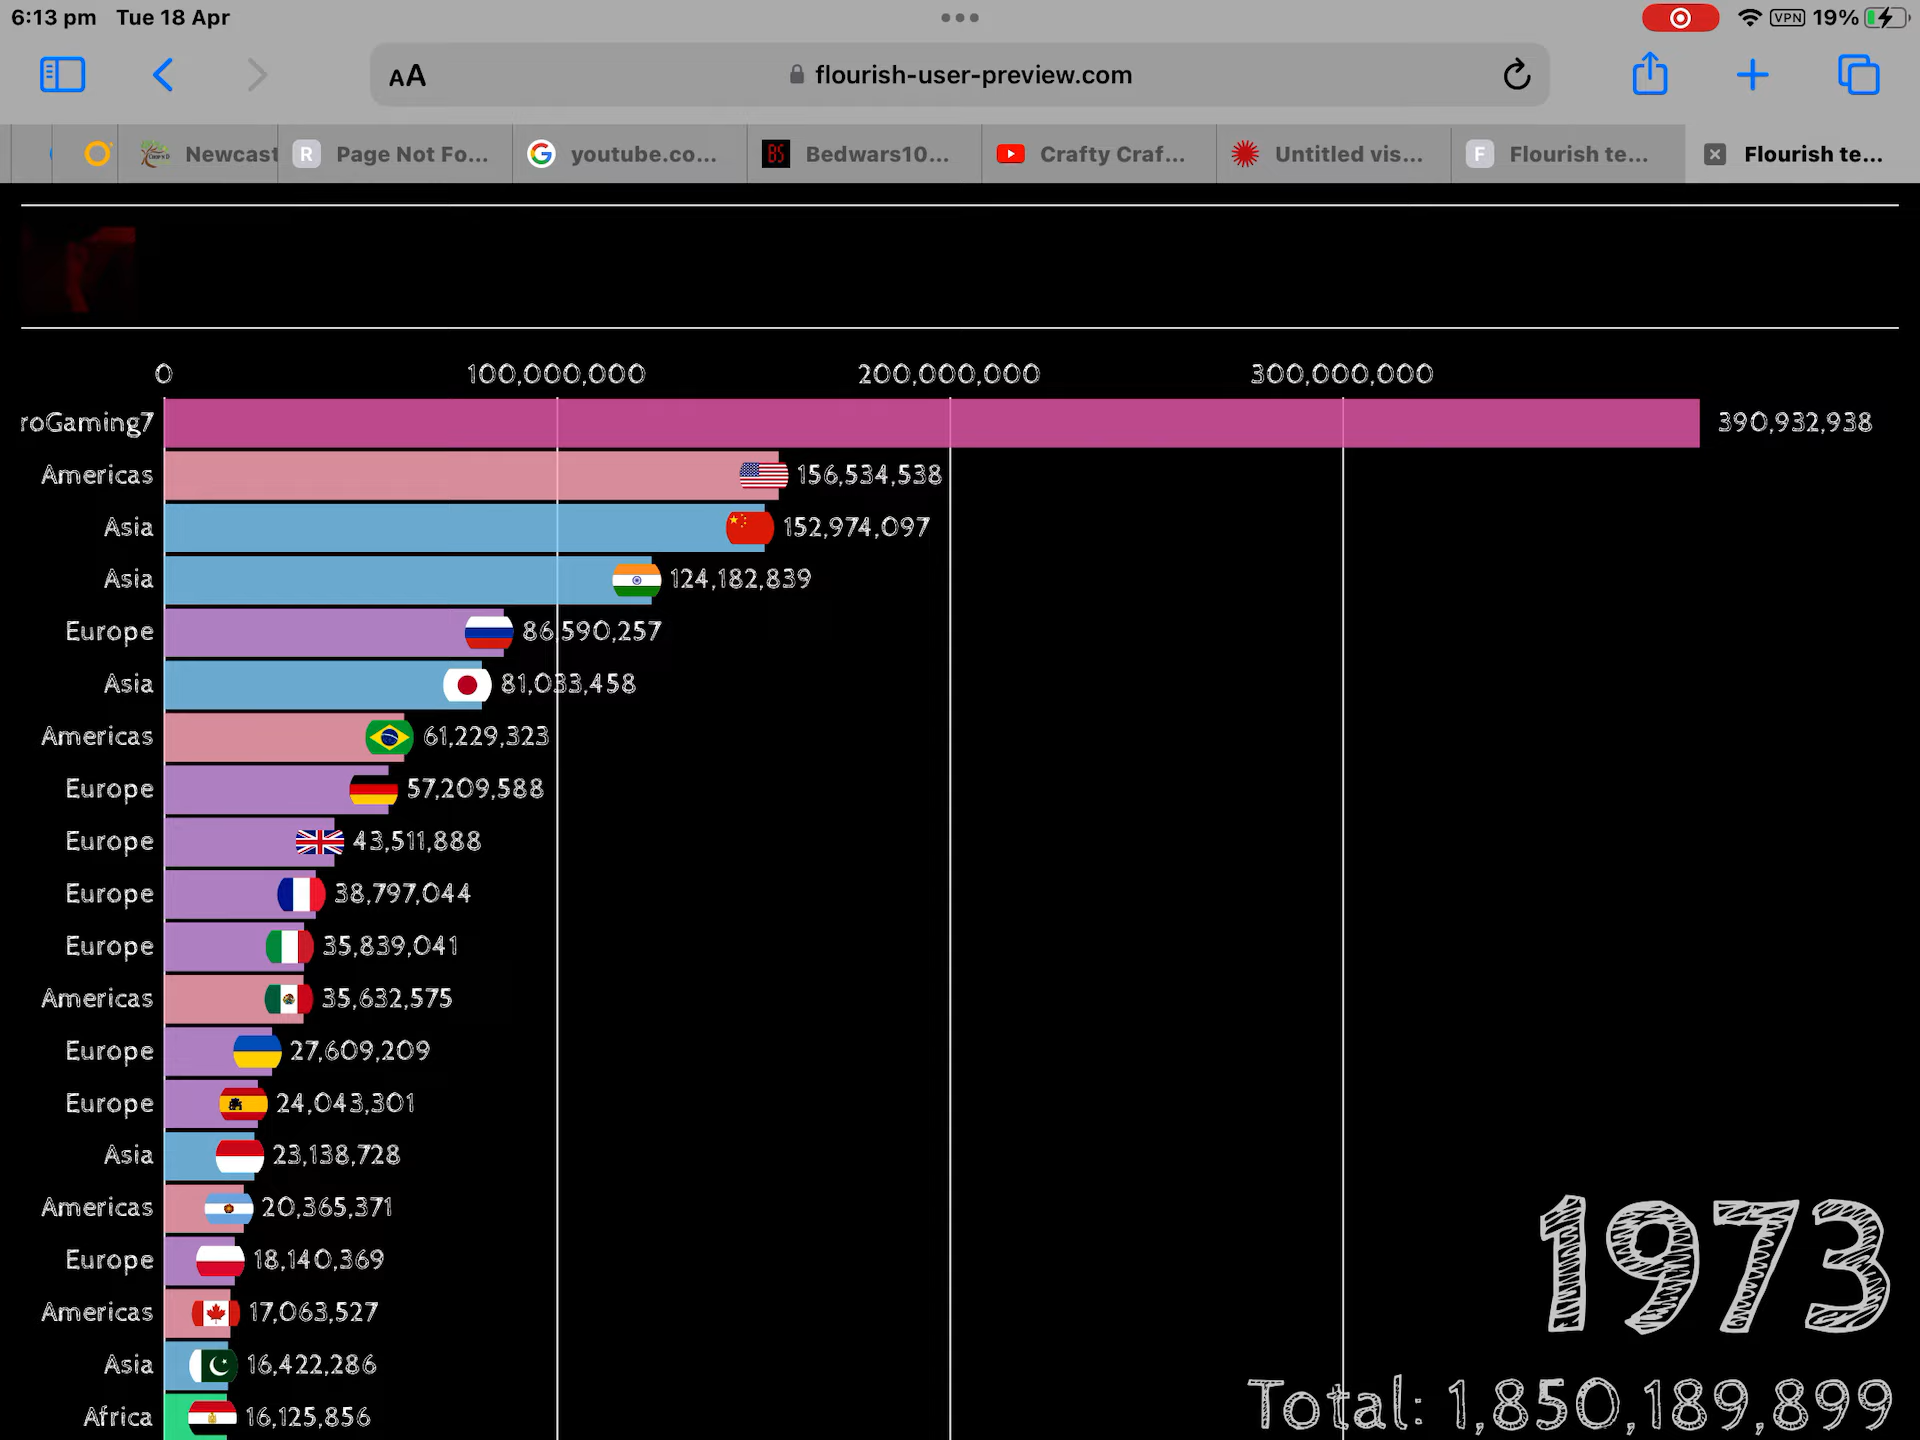 6:13 pm Tue 18 Apr
VPN 19%
AA flourish-user-preview.com
Newcast R Page Not Fo... youtube.co... BS Bedwars10... Crafty Craf... Untitled vis... F Flourish te... Flourish te...
0 100,000,000 200,000,000 300,000,000
roGaming7 390,932,938
Americas 156,534,538
Asia 152,974,097
Asia 124,182,839
Europe 86,590,257
Asia 81,033,458
Americas 61,229,323
Europe 57,209,588
Europe 43,511,888
Europe 38,797,044
Europe 35,839,041
Americas 35,632,575
Europe 27,609,209
Europe 24,043,301
Asia 23,138,728
Americas 20,365,371
Europe 18,140,369
Americas 17,063,527
Asia 16,422,286
Africa 16,125,856
1973
Total: 1,850,189,899